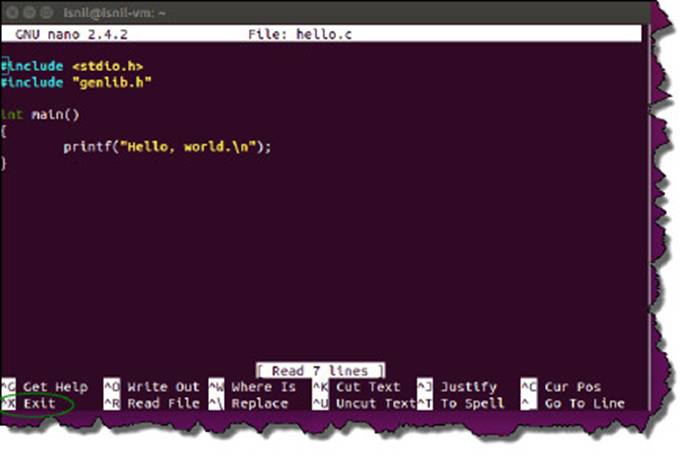 isnil@isnil-vm: ~
GNU nano 2.4.2 File: hello.c
#include <stdio.h>
#include "genlib.h"
int main()
{
printf("Hello, world.\n");
}
[ Read 7 lines ]
^G Get Help ^O Write Out ^W Where Is ^K Cut Text ^J Justify ^C Cur Pos
^X Exit ^R Read File ^\ Replace ^U Uncut Text ^T To Spell ^_ Go To Line